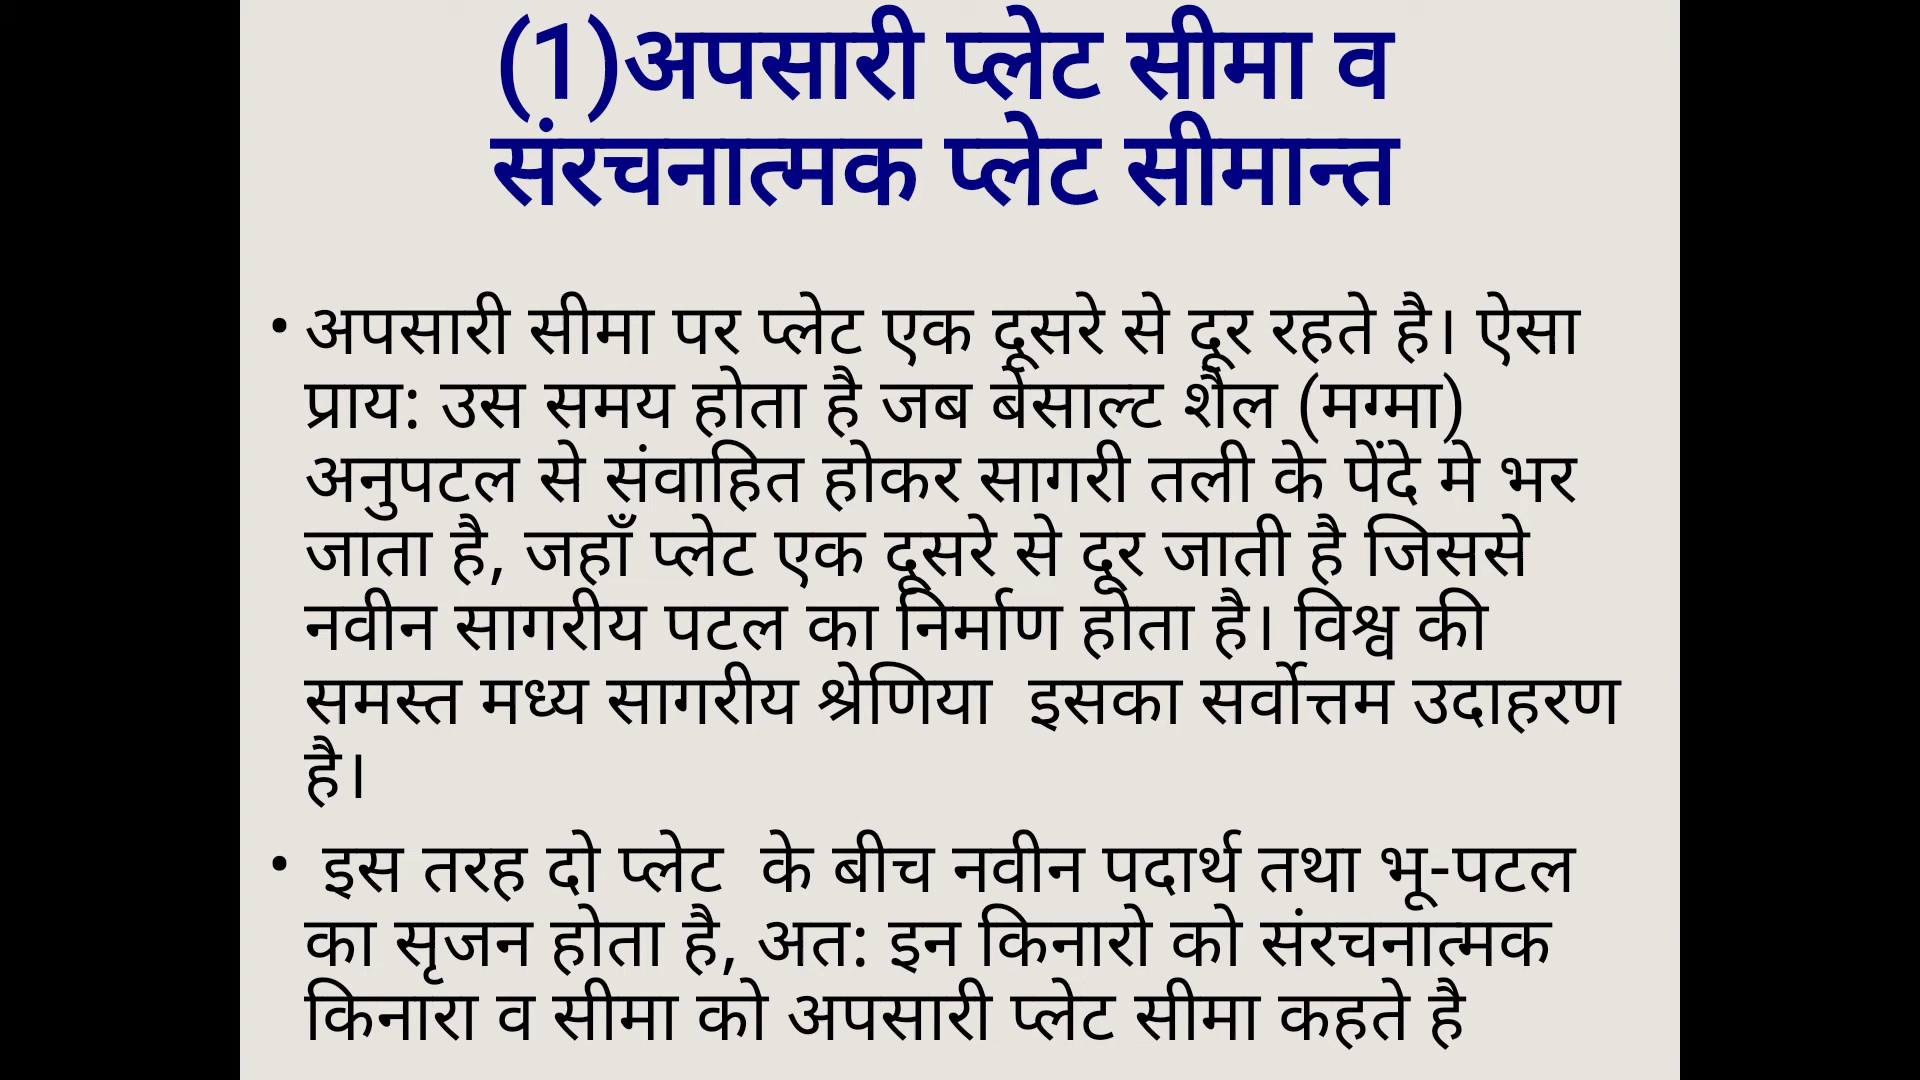 (1)अपसारी प्लेट सीमा व
संरचनात्मक प्लेट सीमान्त
• अपसारी सीमा पर प्लेट एक दूसरे से दूर रहते है। ऐसा
प्राय: उस समय होता है जब बेसाल्ट शैल (मग्मा)
अनुपटल से संवाहित होकर सागरी तली के पेंदे मे भर
जाता है, जहाँ प्लेट एक दूसरे से दूर जाती है जिससे
नवीन सागरीय पटल का निर्माण होता है। विश्व की
समस्त मध्य सागरीय श्रेणिया इसका सर्वोत्तम उदाहरण
है।
• इस तरह दो प्लेट के बीच नवीन पदार्थ तथा भू-पटल
का सृजन होता है, अत: इन किनारो को संरचनात्मक
किनारा व सीमा को अपसारी प्लेट सीमा कहते है